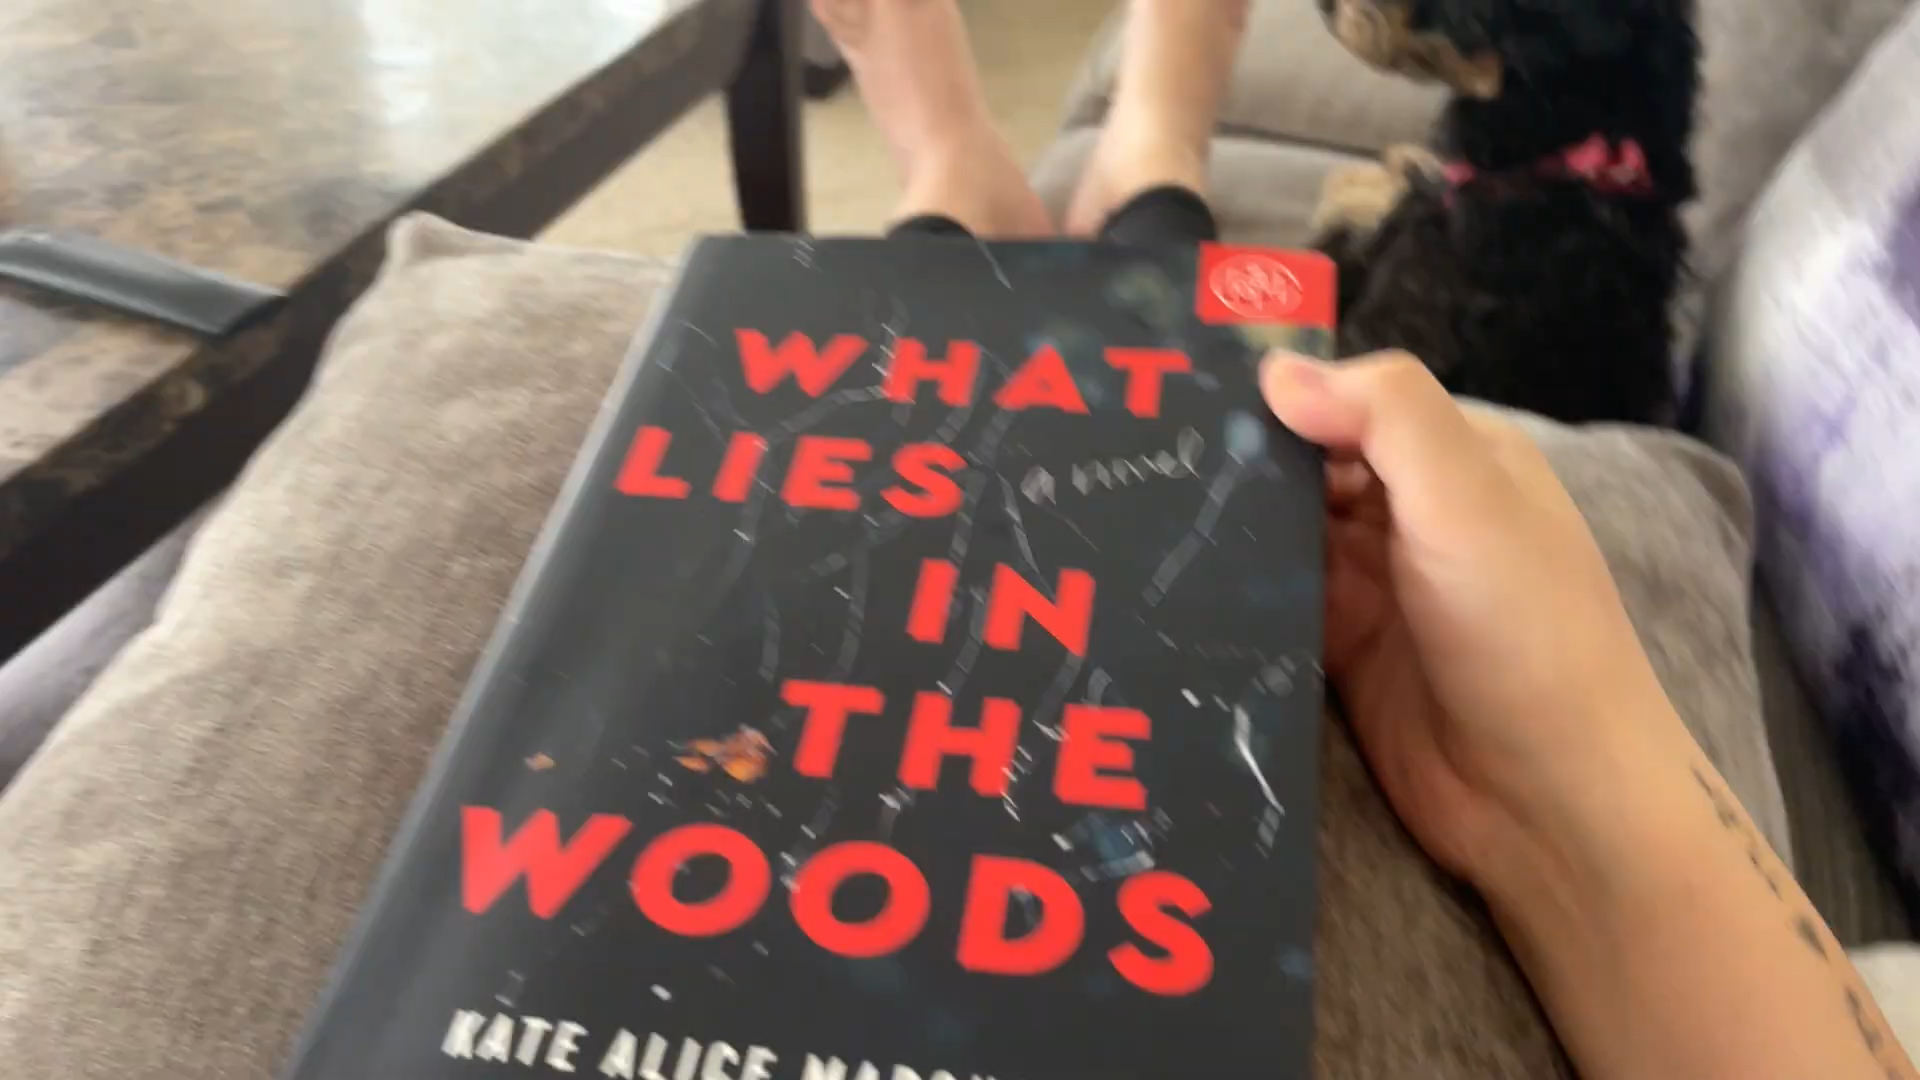 WHAT
LIES a novel
IN
THE
WOODS
KATE ALICE